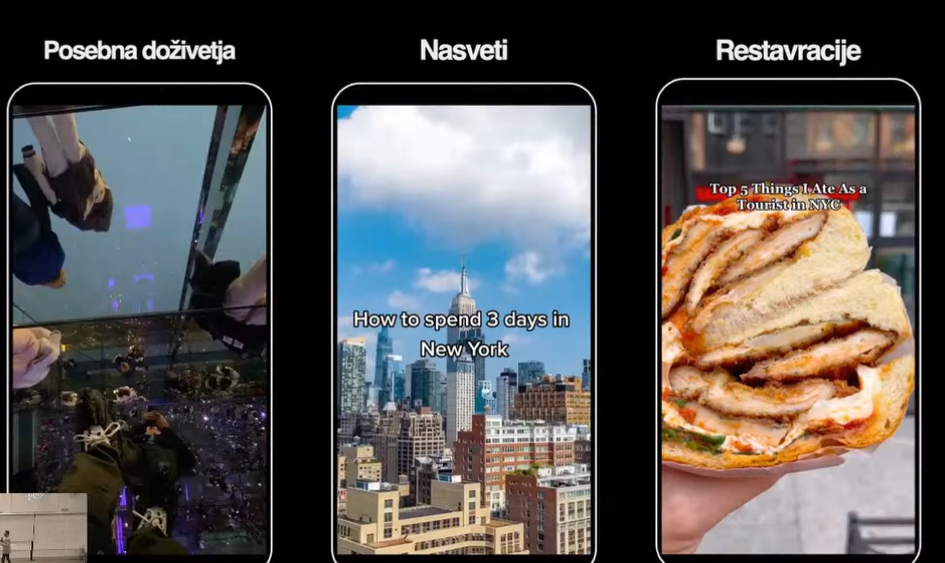 Posebna doživetja
Nasveti
Restavracije
How to spend 3 days in
New York
Top 5 Things I Ate As a
Tourist in NYC